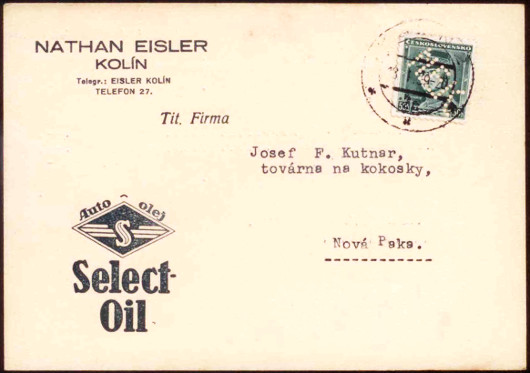 NATHAN EISLER
KOLÍN
Telegr.: EISLER KOLÍN
TELEFON 27.
ČESKOSLOVENSKO
Tit. Firma
Josef F. Kutnar,
továrna na kokosky,
Nová Paka.
Auto - olej
S
Select-
Oil